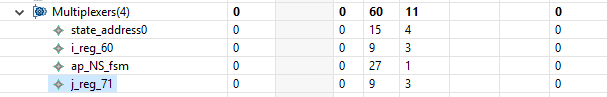 Multiplexers(4) 0 0 60 11 0
state_address0 0 0 15 4 0
i_reg_60 0 0 9 3 0
ap_NS_fsm 0 0 27 1 0
j_reg_71 0 0 9 3 0